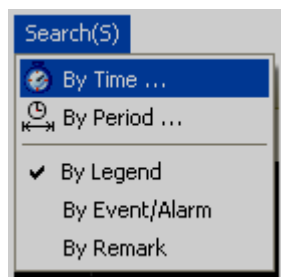 Search(S)
By Time ...
By Period ...
By Legend
By Event/Alarm
By Remark